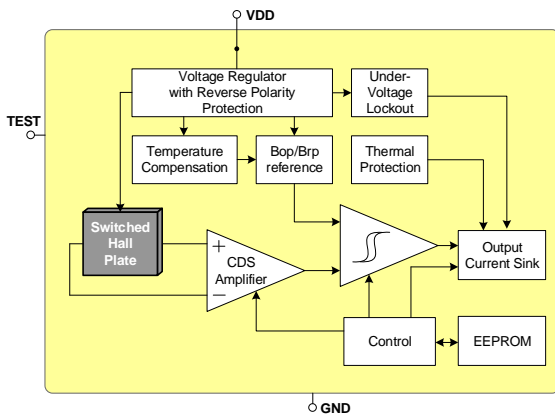 VDD
Voltage Regulator
with Reverse Polarity
Protection
Under-
Voltage
Lockout
TEST
Temperature
Compensation
Bop/Brp
reference
Thermal
Protection
Switched
Hall
Plate
+
CDS
Amplifier
−
Output
Current Sink
Control
EEPROM
GND